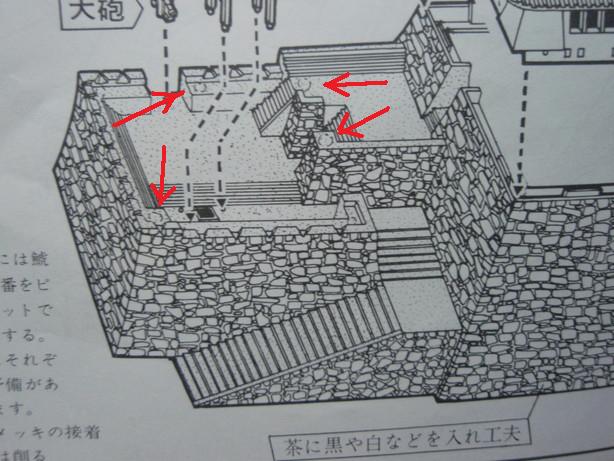 大砲
には鯱
番をピ
ットで
する。
それぞ
備があ
ます。
メッキの接着
は削る
茶に黒や白などを入れ工夫